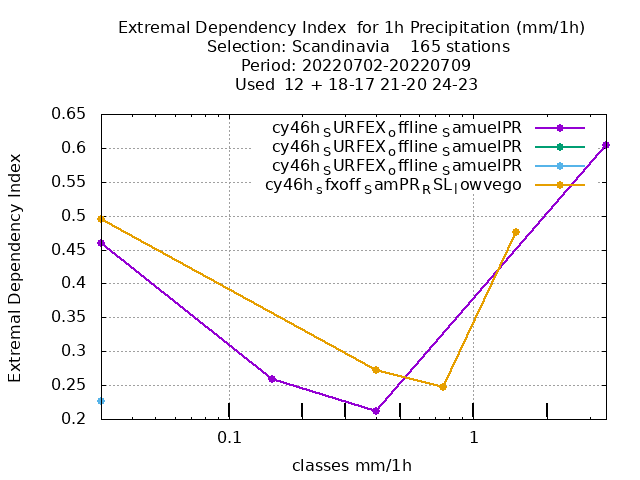 Extremal Dependency Index for 1h Precipitation (mm/1h)
Selection: Scandinavia 165 stations
Period: 20220702-20220709
Used 12 + 18-17 21-20 24-23
cy46h_SURFEX_offline_SamuelPR
cy46h_SURFEX_offline_SamuelPR
cy46h_SURFEX_offline_SamuelPR
cy46h_sfxoff_SamPR_RSL_lowvego
Extremal Dependency Index
0.65
0.6
0.55
0.5
0.45
0.4
0.35
0.3
0.25
0.2
0.1 1
classes mm/1h